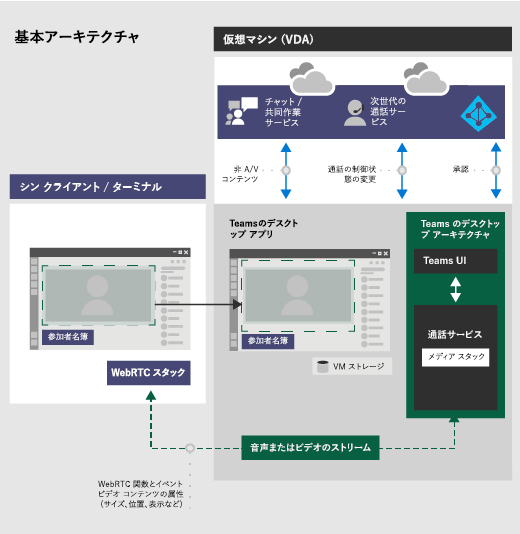 基本アーキテクチャ
仮想マシン (VDA)
チャット /
共同作業
サービス
次世代の
通話サー
ビス
非 A/V
コンテンツ
通話の制御状
態の変更
承認
シン クライアント / ターミナル
Teamsのデスクト
ップ アプリ
Teams のデスクトッ
プ アーキテクチャ
Teams UI
通話サービス
メディア スタック
参加者名簿
参加者名簿
VM ストレージ
WebRTC スタック
音声またはビデオのストリーム
WebRTC 関数とイベント
ビデオ コンテンツの属性
(サイズ、位置、表示など)